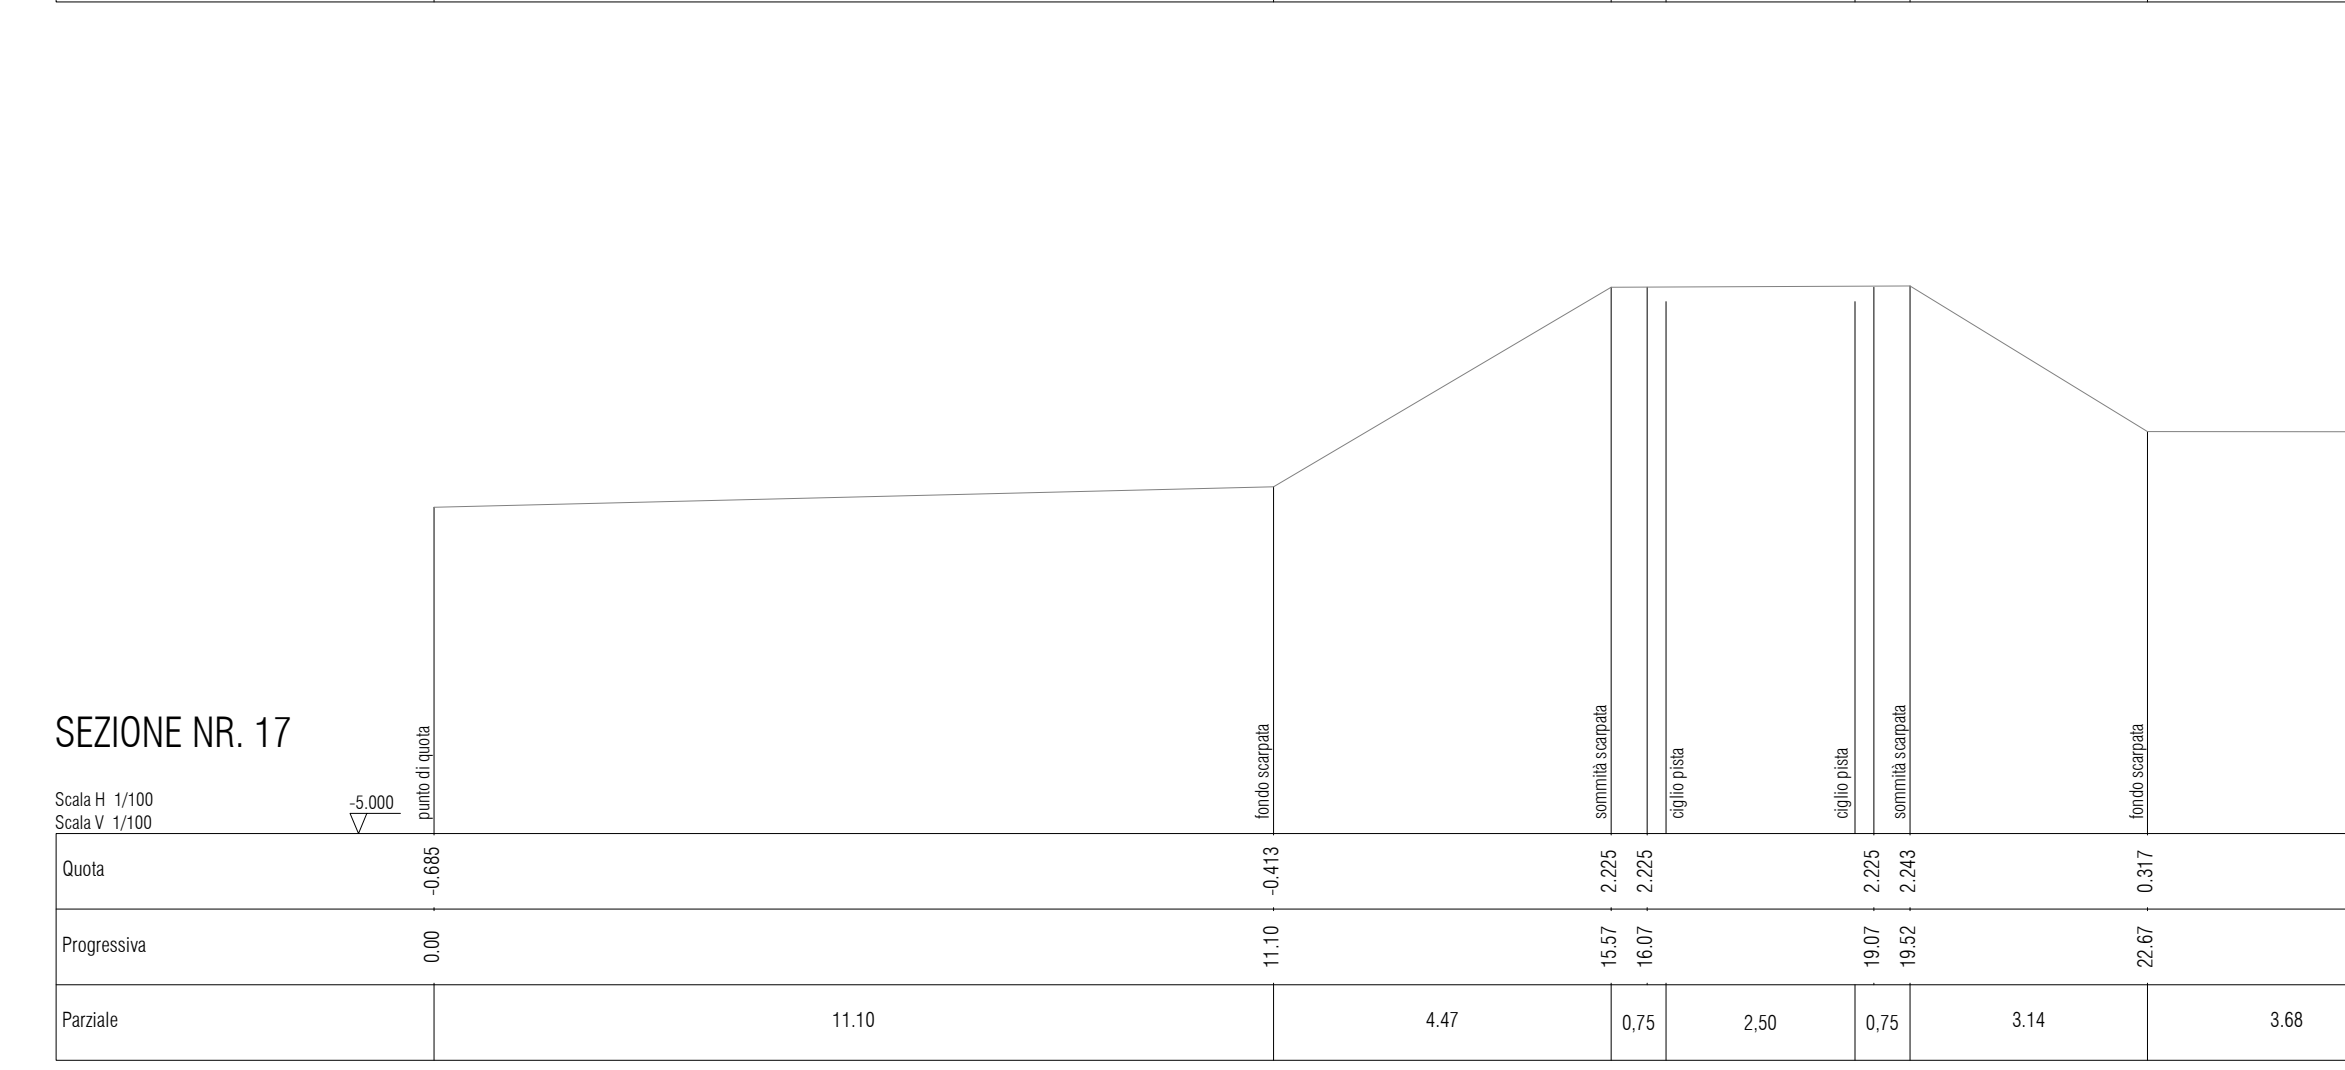 SEZIONE NR. 17
Scala H 1/100
Scala V 1/100
-5.000
punto di quota
fondo scarpata
sommità scarpata
ciglio pista
ciglio pista
sommità scarpata
fondo scarpata
Quota -0.685 -0.413 2.225 2.225 2.225 2.243 0.317
Progressiva 0.00 11.10 15.57 16.07 19.07 19.52 22.67
Parziale 11.10 4.47 0,75 2,50 0,75 3.14 3.68